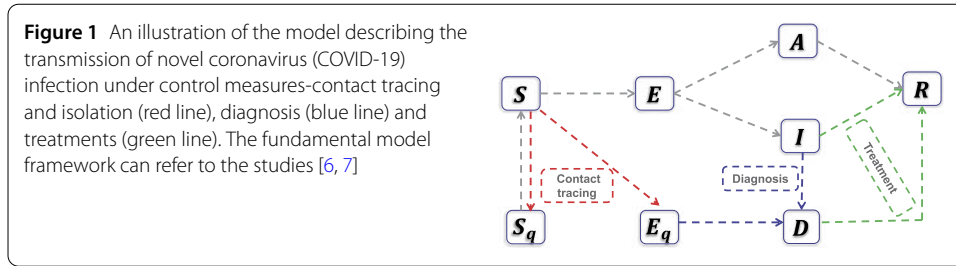 Figure 1 An illustration of the model describing the
transmission of novel coronavirus (COVID-19)
infection under control measures-contact tracing
and isolation (red line), diagnosis (blue line) and
treatments (green line). The fundamental model
framework can refer to the studies [6, 7]
A
S
E
R
I
Contact
tracing
Diagnosis
Treatment
S_q
E_q
D